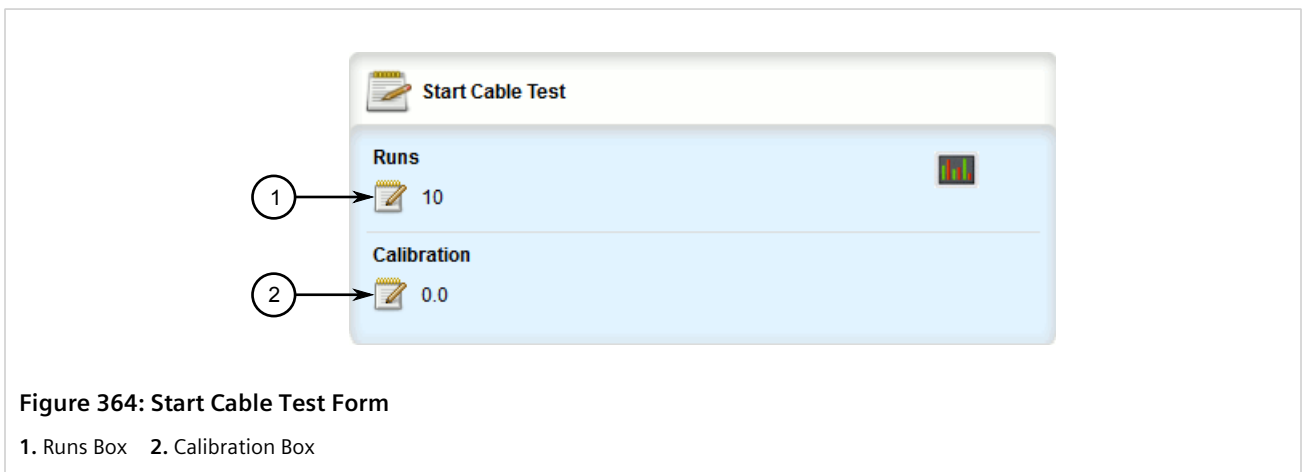 Start Cable Test
Runs
1
10
Calibration
2
0.0
Figure 364: Start Cable Test Form
1. Runs Box 2. Calibration Box